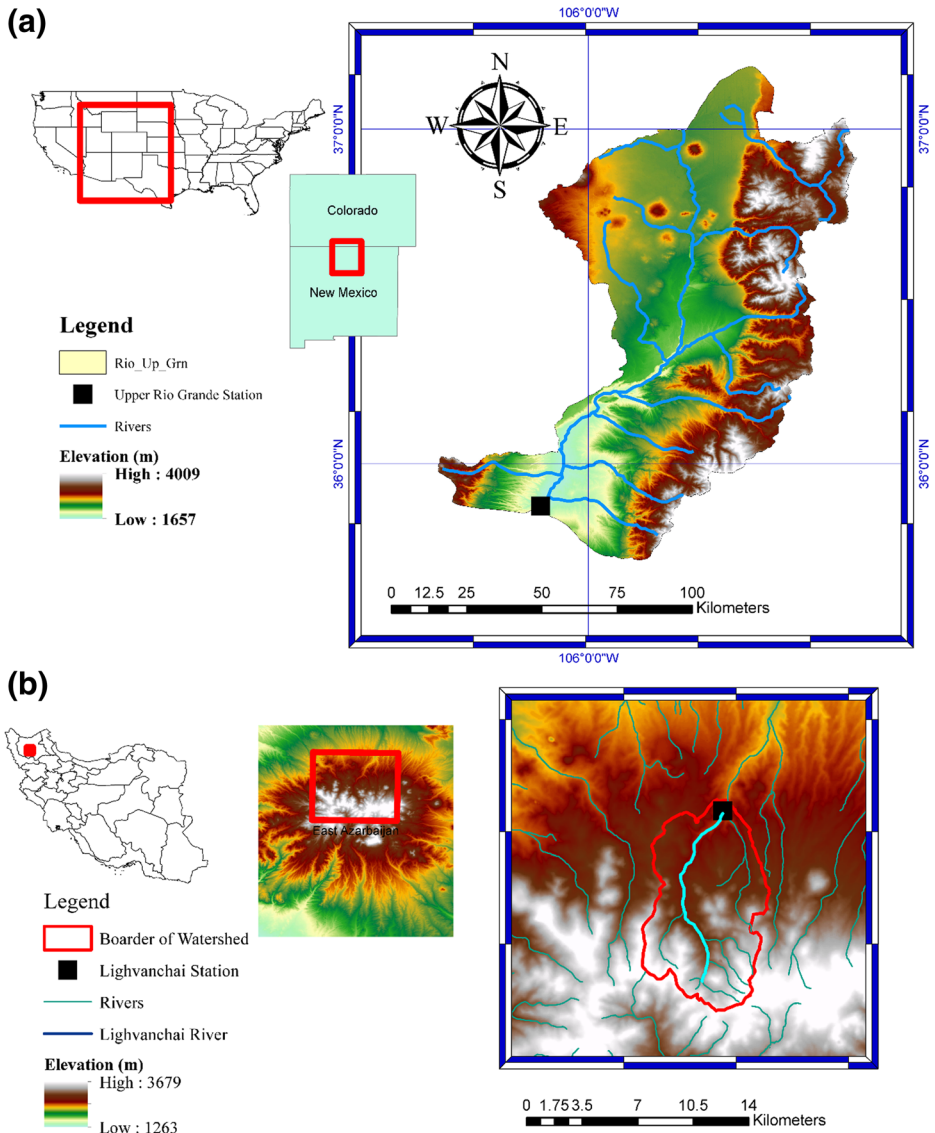 (a)
106°0'0"W
N
W
E
S
37°0'0"N
37°0'0"N
Colorado
New Mexico
Legend
Rio_Up_Grn
Upper Rio Grande Station
Rivers
Elevation (m)
High : 4009
Low : 1657
36°0'0"N
36°0'0"N
0 12.5 25 50 75 100
Kilometers
106°0'0"W
(b)
East Azarbaijan
Legend
Boarder of Watershed
Lighvanchai Station
Rivers
Lighvanchai River
Elevation (m)
High : 3679
Low : 1263
0 1.75 3.5 7 10.5 14
Kilometers